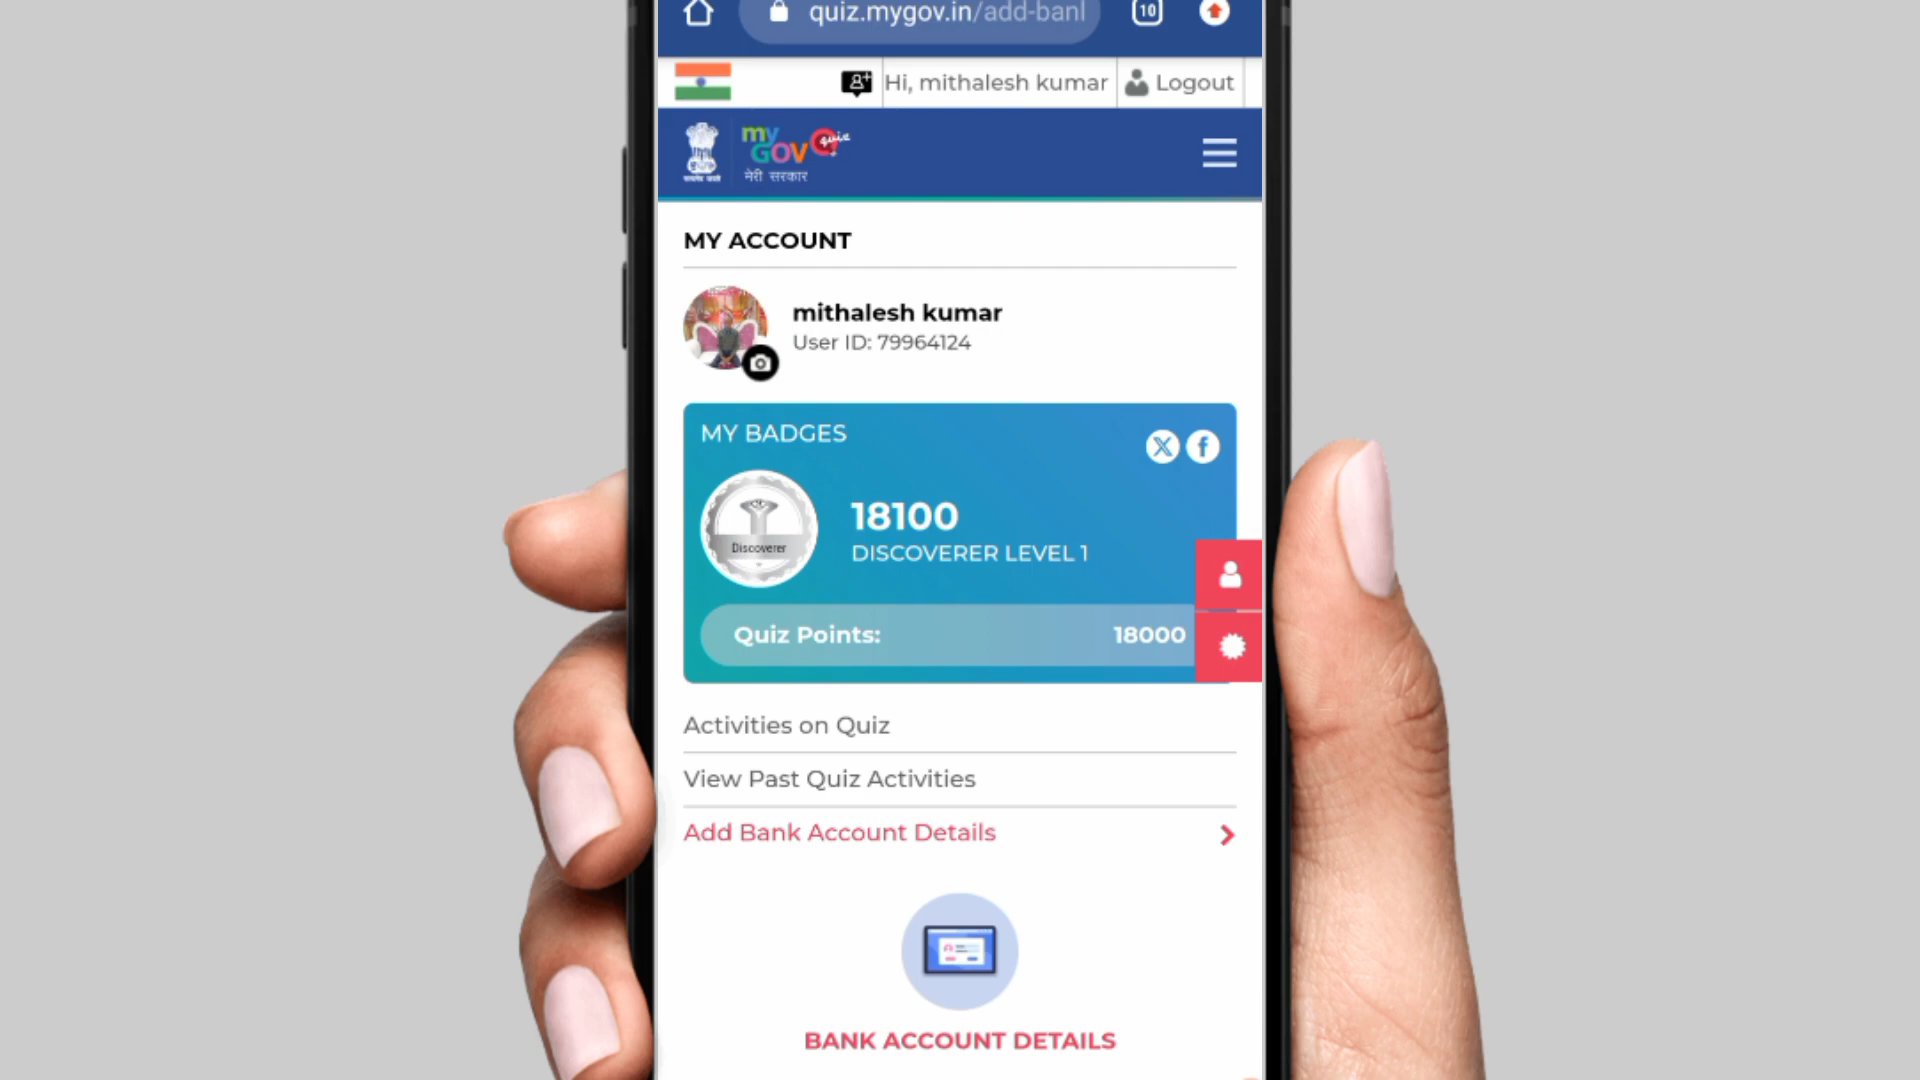 quiz.mygov.in/add-banl
10
Hi, mithalesh kumar
Logout
my
GOV
quiz
मेरी सरकार
MY ACCOUNT
mithalesh kumar
User ID: 79964124
MY BADGES
18100
Discoverer
DISCOVERER LEVEL 1
Quiz Points: 18000
Activities on Quiz
View Past Quiz Activities
Add Bank Account Details
BANK ACCOUNT DETAILS